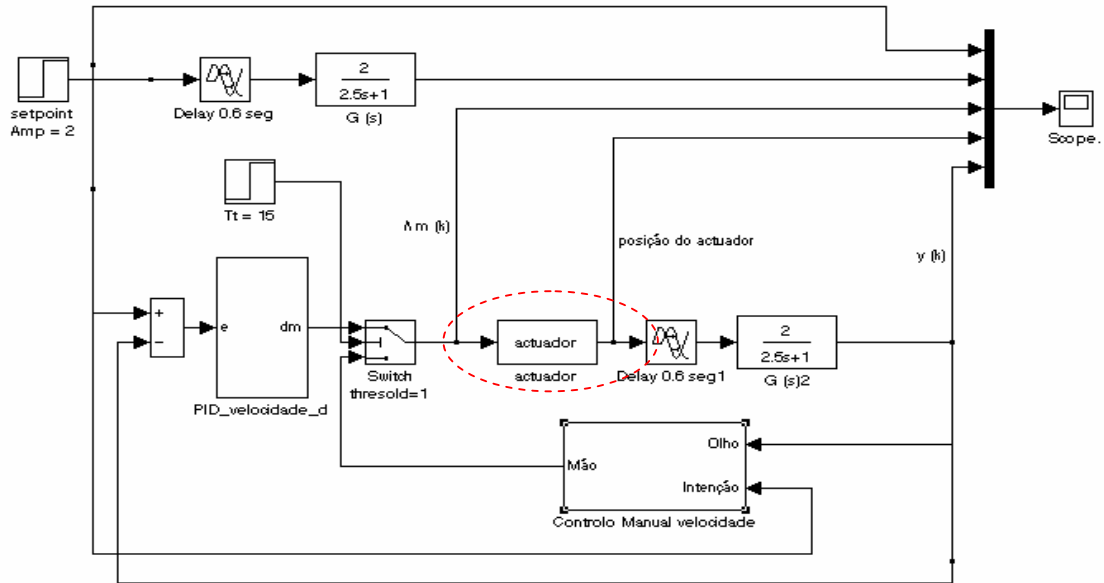 setpoint
Amp = 2
Delay 0.6 seg
2
2.5s+1
G (s)
Scope.
Tt = 15
Λm (k)
posição do actuador
y (k)
+
−
e
dm
PID_velocidade_d
Switch
thresold=1
actuador
actuador
Delay 0.6 seg1
2
2.5s+1
G (s)2
Olho
Mão
Intenção
Controlo Manual velocidade